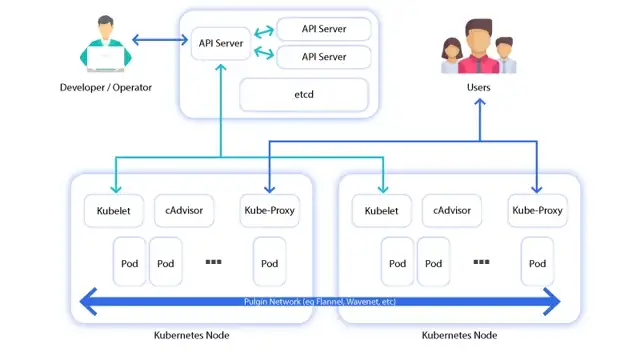 API Server
API Server
API Server
etcd
Developer / Operator
Users
Kubelet
cAdvisor
Kube-Proxy
Pod
Pod
Pod
Kubelet
cAdvisor
Kube-Proxy
Pod
Pod
Pod
Pulgin Network (eg Flannel, Wavenet, etc)
Kubernetes Node
Kubernetes Node